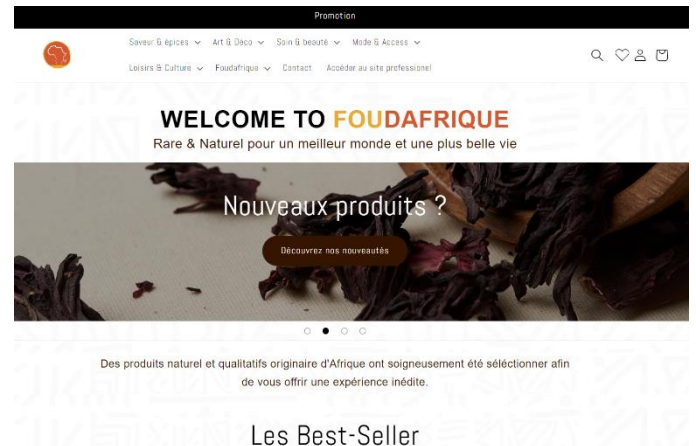 Promotion
Saveur & épices Art & Déco Soin & beauté Mode & Access
Loisirs & Culture Foudafrique Contact Accéder au site professionel
WELCOME TO FOUDAFRIQUE
Rare & Naturel pour un meilleur monde et une plus belle vie
Nouveaux produits ?
Découvrez nos nouveautés
Des produits naturel et qualitatifs originaire d'Afrique ont soigneusement été séléctionner afin
de vous offrir une expérience inédite.
Les Best-Seller